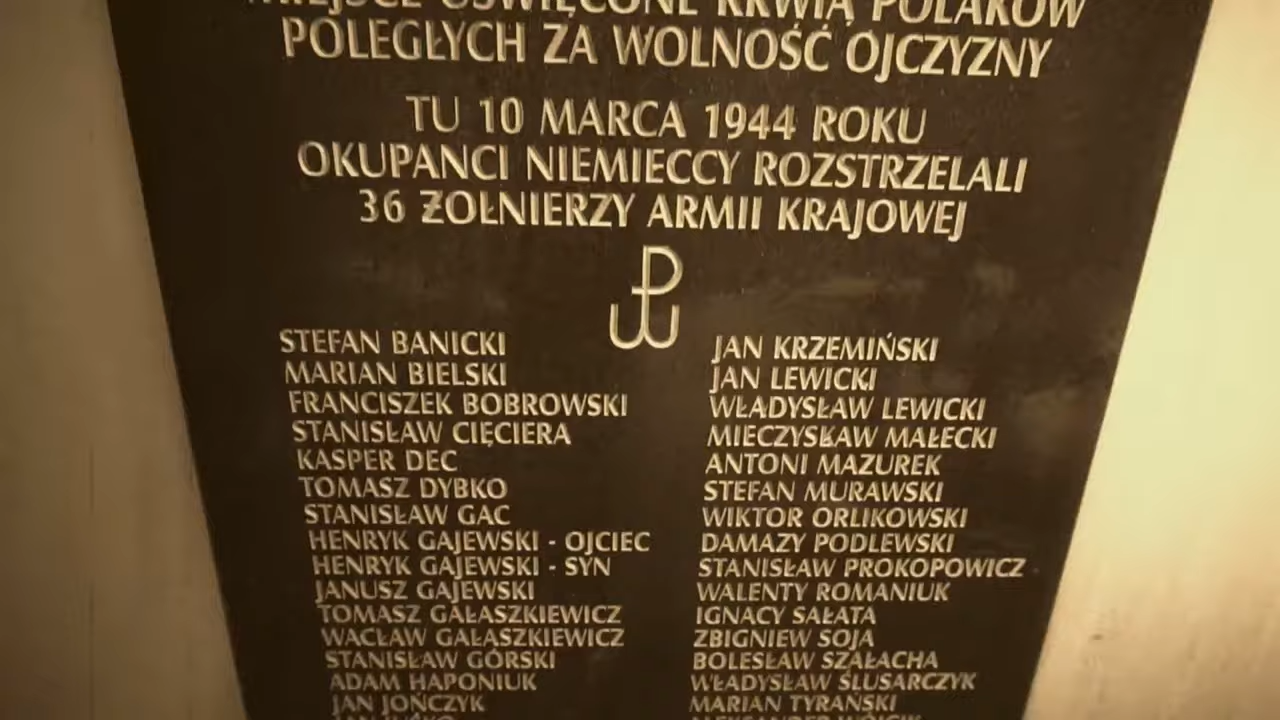 MIEJSCE UŚWIĘCONE KRWIĄ POLAKÓW
POLEGŁYCH ZA WOLNOŚĆ OJCZYZNY
TU 10 MARCA 1944 ROKU
OKUPANCI NIEMIECCY ROZSTRZELALI
36 ŻOŁNIERZY ARMII KRAJOWEJ
STEFAN BANICKI
MARIAN BIELSKI
FRANCISZEK BOBROWSKI
STANISŁAW CIĘCIERA
KASPER DEC
TOMASZ DYBKO
STANISŁAW GAC
HENRYK GAJEWSKI - OJCIEC
HENRYK GAJEWSKI - SYN
JANUSZ GAJEWSKI
TOMASZ GAŁASZKIEWICZ
WACŁAW GAŁASZKIEWICZ
STANISŁAW GÓRSKI
ADAM HAPONIUK
JAN JOŃCZYK
JAN KRZEMIŃSKI
JAN LEWICKI
WŁADYSŁAW LEWICKI
MIECZYSŁAW MAŁECKI
ANTONI MAZUREK
STEFAN MURAWSKI
WIKTOR ORLIKOWSKI
DAMAZY PODLEWSKI
STANISŁAW PROKOPOWICZ
WALENTY ROMANIUK
IGNACY SAŁATA
ZBIGNIEW SOJA
BOLESŁAW SZAŁACHA
WŁADYSŁAW ŚLUSARCZYK
MARIAN TYRAŃSKI
ALEKSANDER WÓJCIK